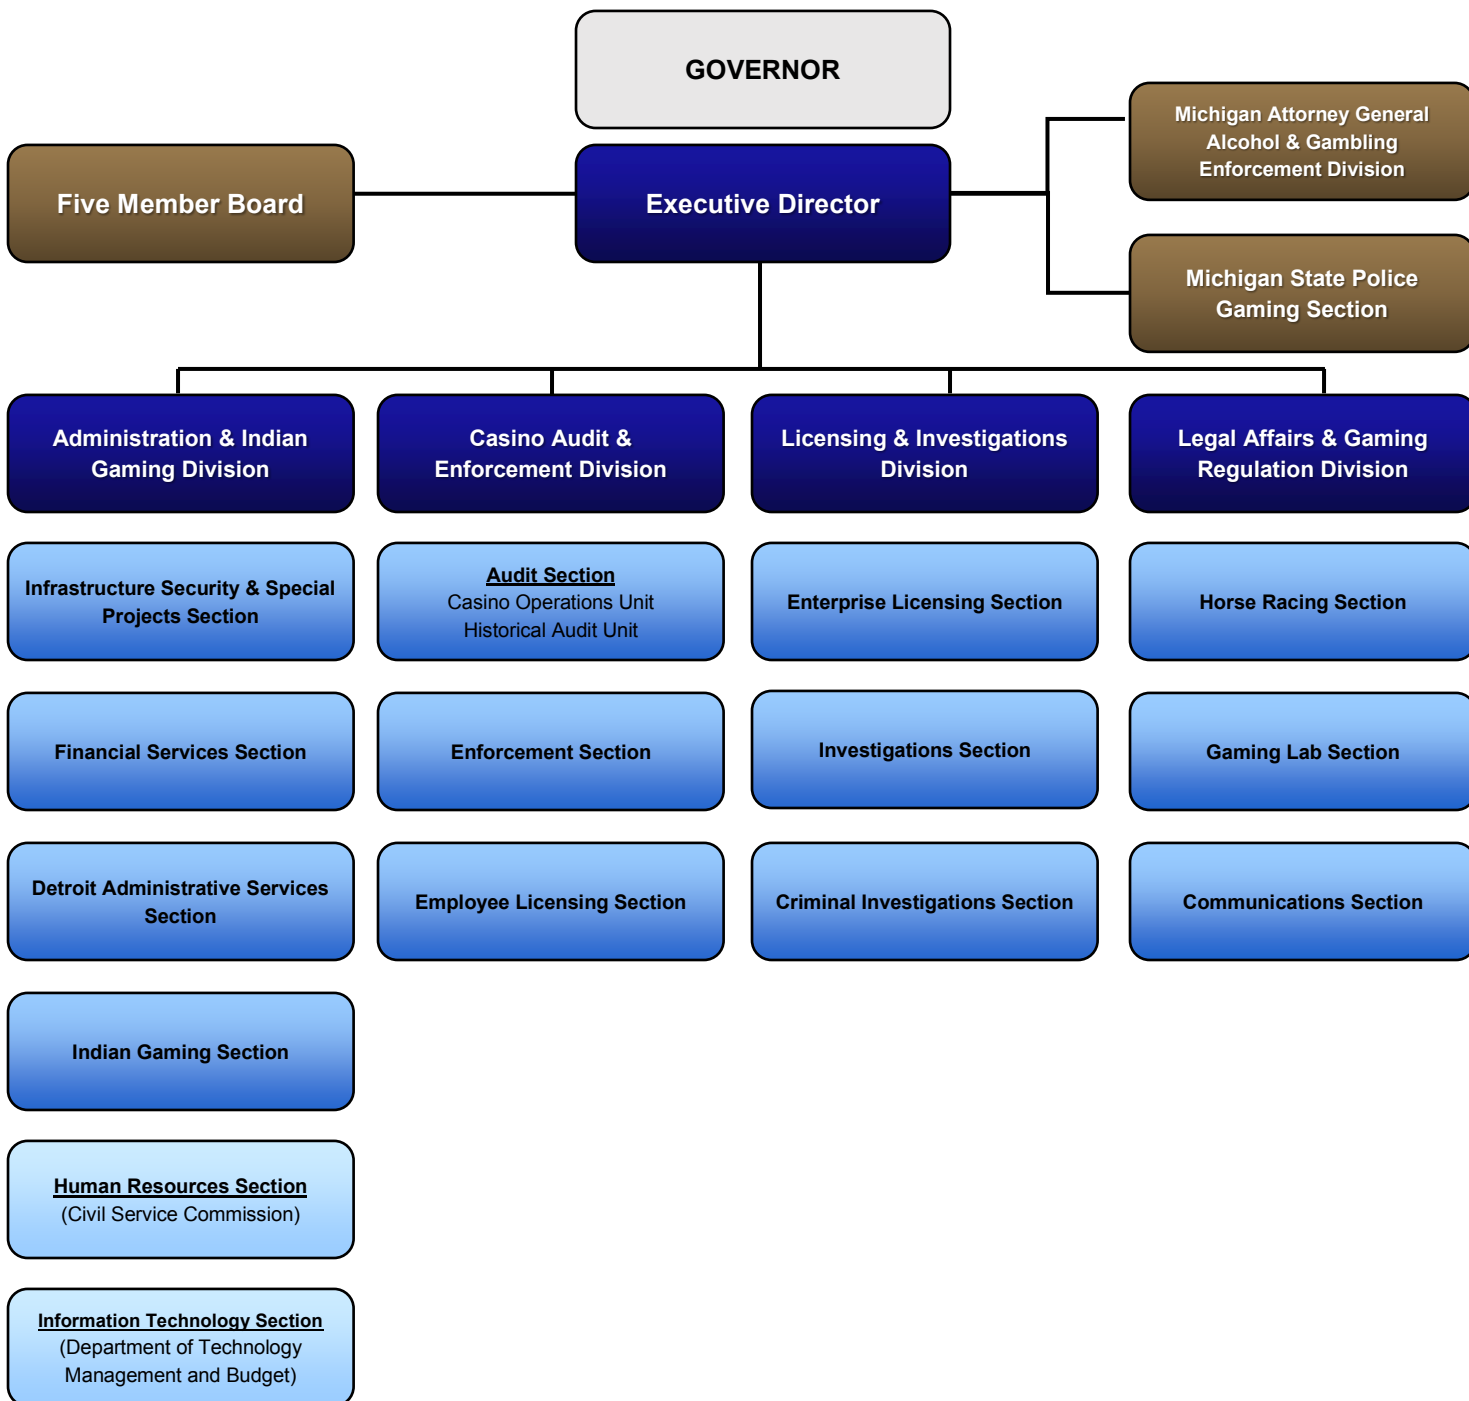 GOVERNOR
Michigan Attorney General
Alcohol & Gambling
Enforcement Division
Five Member Board
Executive Director
Michigan State Police
Gaming Section
Administration & Indian
Gaming Division
Casino Audit &
Enforcement Division
Licensing & Investigations
Division
Legal Affairs & Gaming
Regulation Division
Infrastructure Security & Special
Projects Section
Audit Section
Casino Operations Unit
Historical Audit Unit
Enterprise Licensing Section
Horse Racing Section
Financial Services Section
Enforcement Section
Investigations Section
Gaming Lab Section
Detroit Administrative Services
Section
Employee Licensing Section
Criminal Investigations Section
Communications Section
Indian Gaming Section
Human Resources Section
(Civil Service Commission)
Information Technology Section
(Department of Technology
Management and Budget)